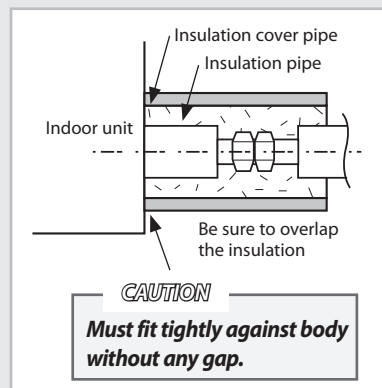 Insulation cover pipe
Insulation pipe
Indoor unit
Be sure to overlap
the insulation
CAUTION
Must fit tightly against body
without any gap.